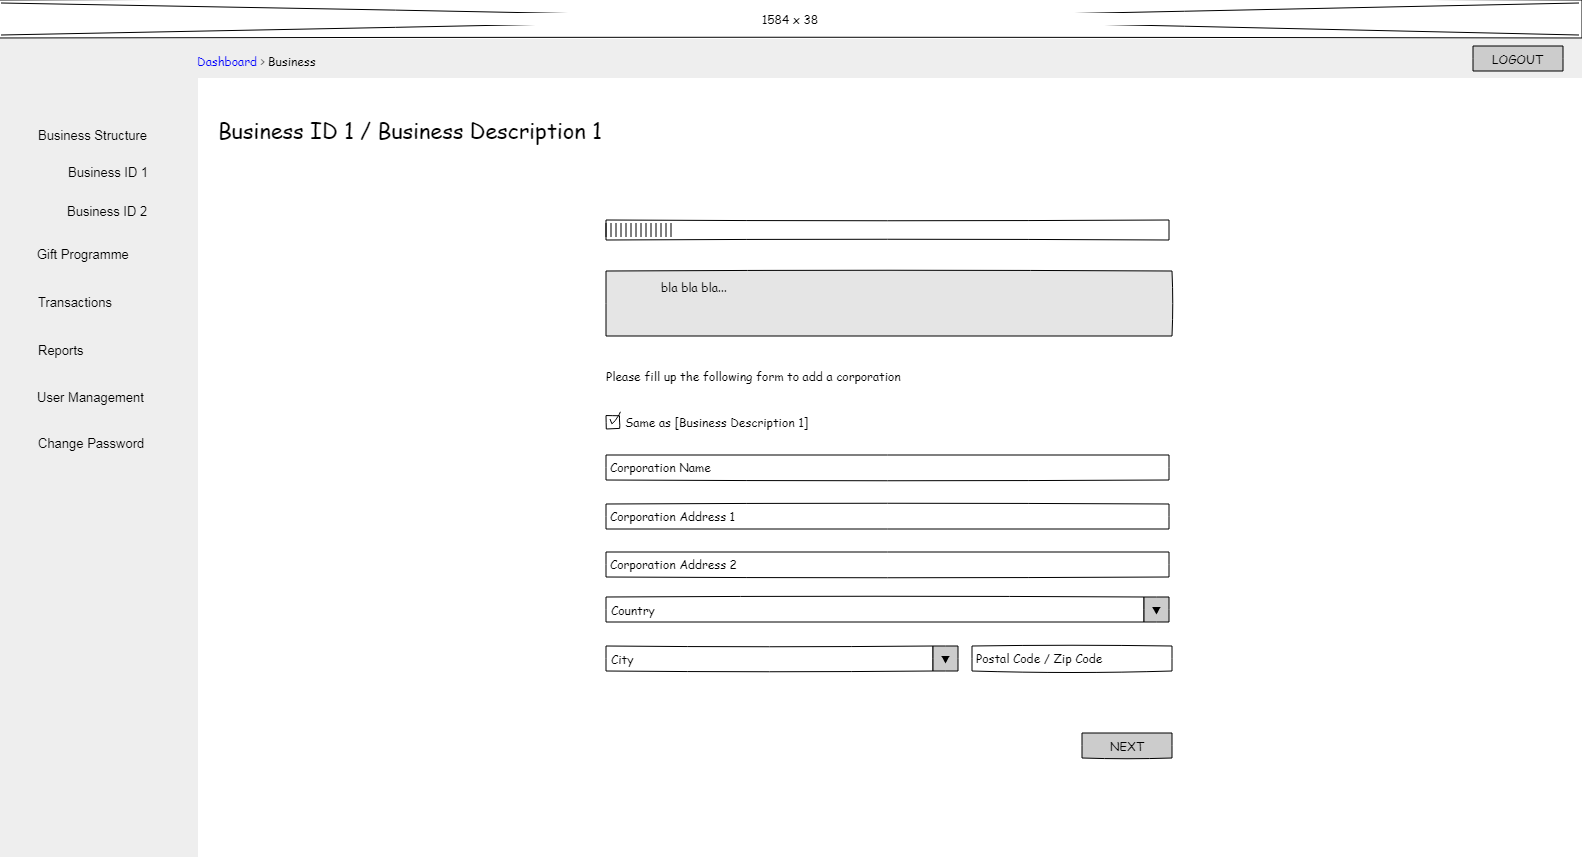 1584 x 38
Dashboard > Business
LOGOUT
Business Structure
Business ID 1
Business ID 2
Gift Programme
Transactions
Reports
User Management
Change Password
Business ID 1 / Business Description 1
bla bla bla...
Please fill up the following form to add a corporation
Same as [Business Description 1]
Corporation Name
Corporation Address 1
Corporation Address 2
Country
City
Postal Code / Zip Code
NEXT